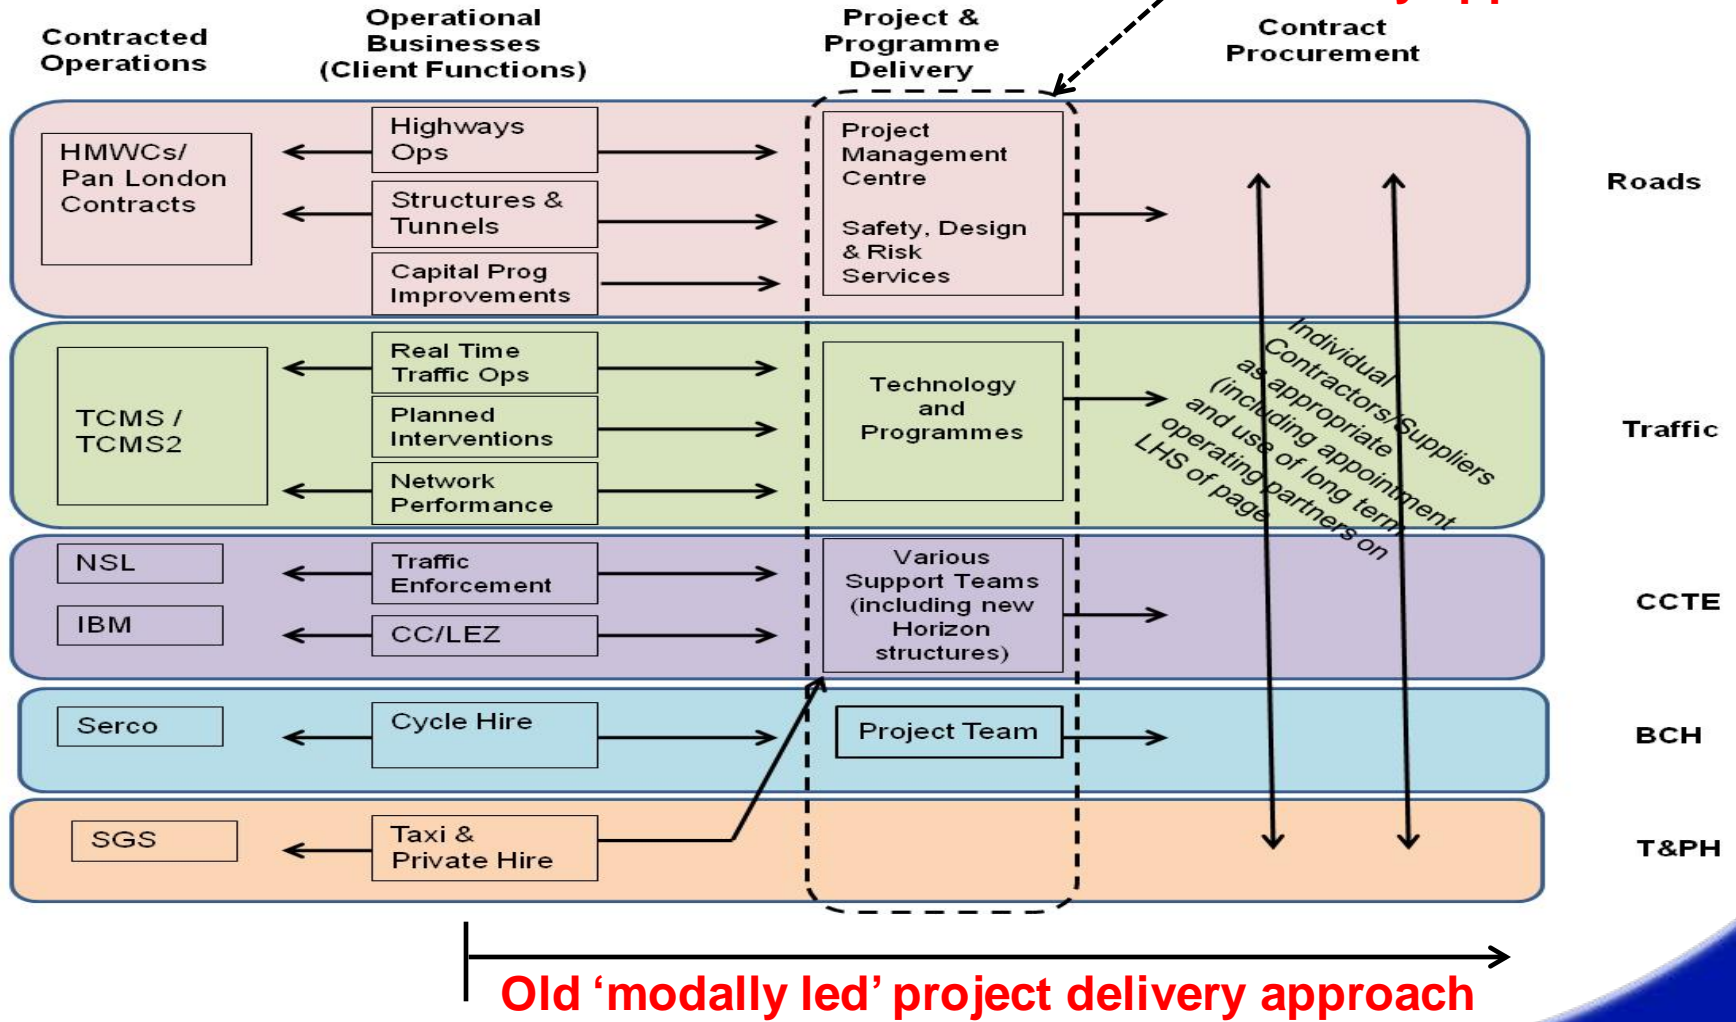 Contracted
Operations
Operational
Businesses
(Client Functions)
Project &
Programme
Delivery
Contract
Procurement
HMWCs/
Pan London
Contracts
Highways
Ops
Structures &
Tunnels
Capital Prog
Improvements
Project
Management
Centre
Safety, Design
& Risk
Services
Roads
TCMS /
TCMS2
Real Time
Traffic Ops
Planned
Interventions
Network
Performance
Technology
and
Programmes
Individual
Contractors/Suppliers
as appropriate
(including appointment
and use of long term
operating partners on
LHS of page
Traffic
NSL
IBM
Traffic
Enforcement
CC/LEZ
Various
Support Teams
(including new
Horizon
structures)
CCTE
Serco
Cycle Hire
Project Team
BCH
SGS
Taxi &
Private Hire
T&PH
Old ‘modally led’ project delivery approach